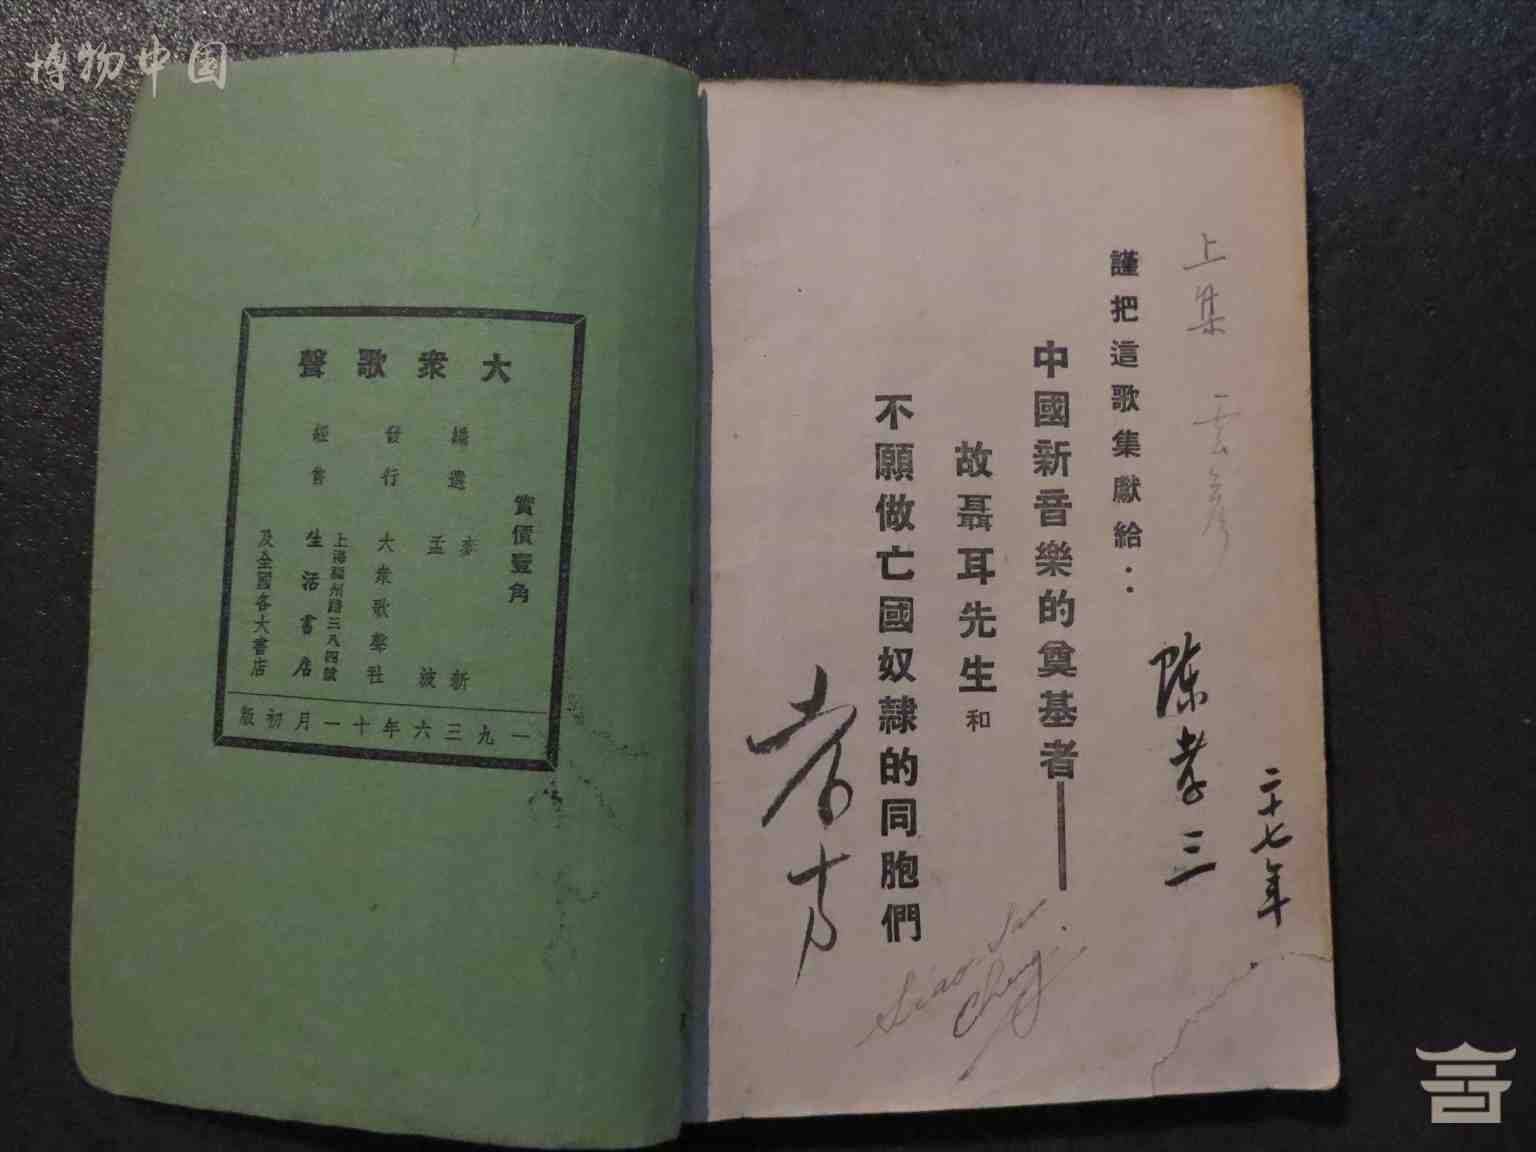 博物中国
大衆歌聲
實價壹角
編選 麥新
孟波
發行 大衆歌聲社
上海福州路三八四號
經售 生活書店
及全國各大書店
一九三六年十一月初版
二十七年
上集
陳孝三
謹把這歌集獻給：
中國新音樂的奠基者——
故聶耳先生和
不願做亡國奴隸的同胞們